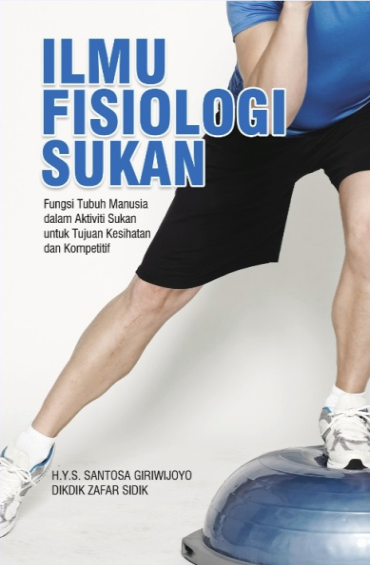 ILMU
FISIOLOGI
SUKAN
Fungsi Tubuh Manusia
dalam Aktiviti Sukan
untuk Tujuan Kesihatan
dan Kompetitif
H.Y.S. SANTOSA GIRIWIJOYO
DIKDIK ZAFAR SIDIK